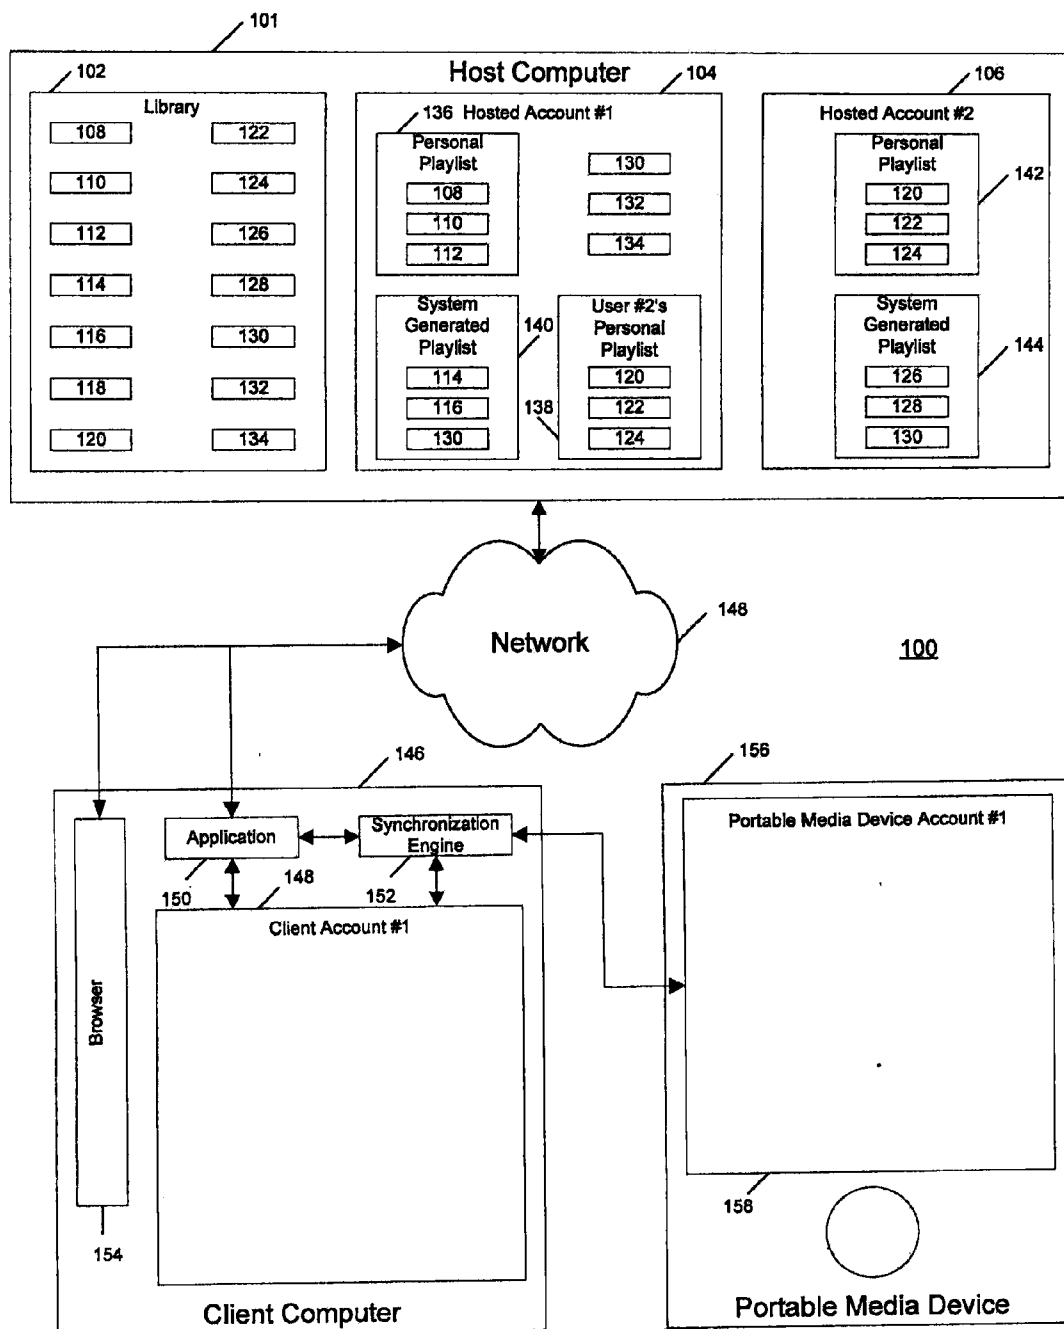 101
Host Computer
102
Library
108
122
110
124
112
126
114
128
116
130
118
132
120
134
104
136 Hosted Account #1
Personal
Playlist
108
110
112
130
132
134
System
Generated
Playlist
114
116
130
140
138
User #2's
Personal
Playlist
120
122
124
106
Hosted Account #2
Personal
Playlist
120
122
124
142
System
Generated
Playlist
126
128
130
144
Network
148
100
146
Application
150
Synchronization
Engine
152
148
Client Account #1
Browser
154
Client Computer
156
Portable Media Device Account #1
158
Portable Media Device